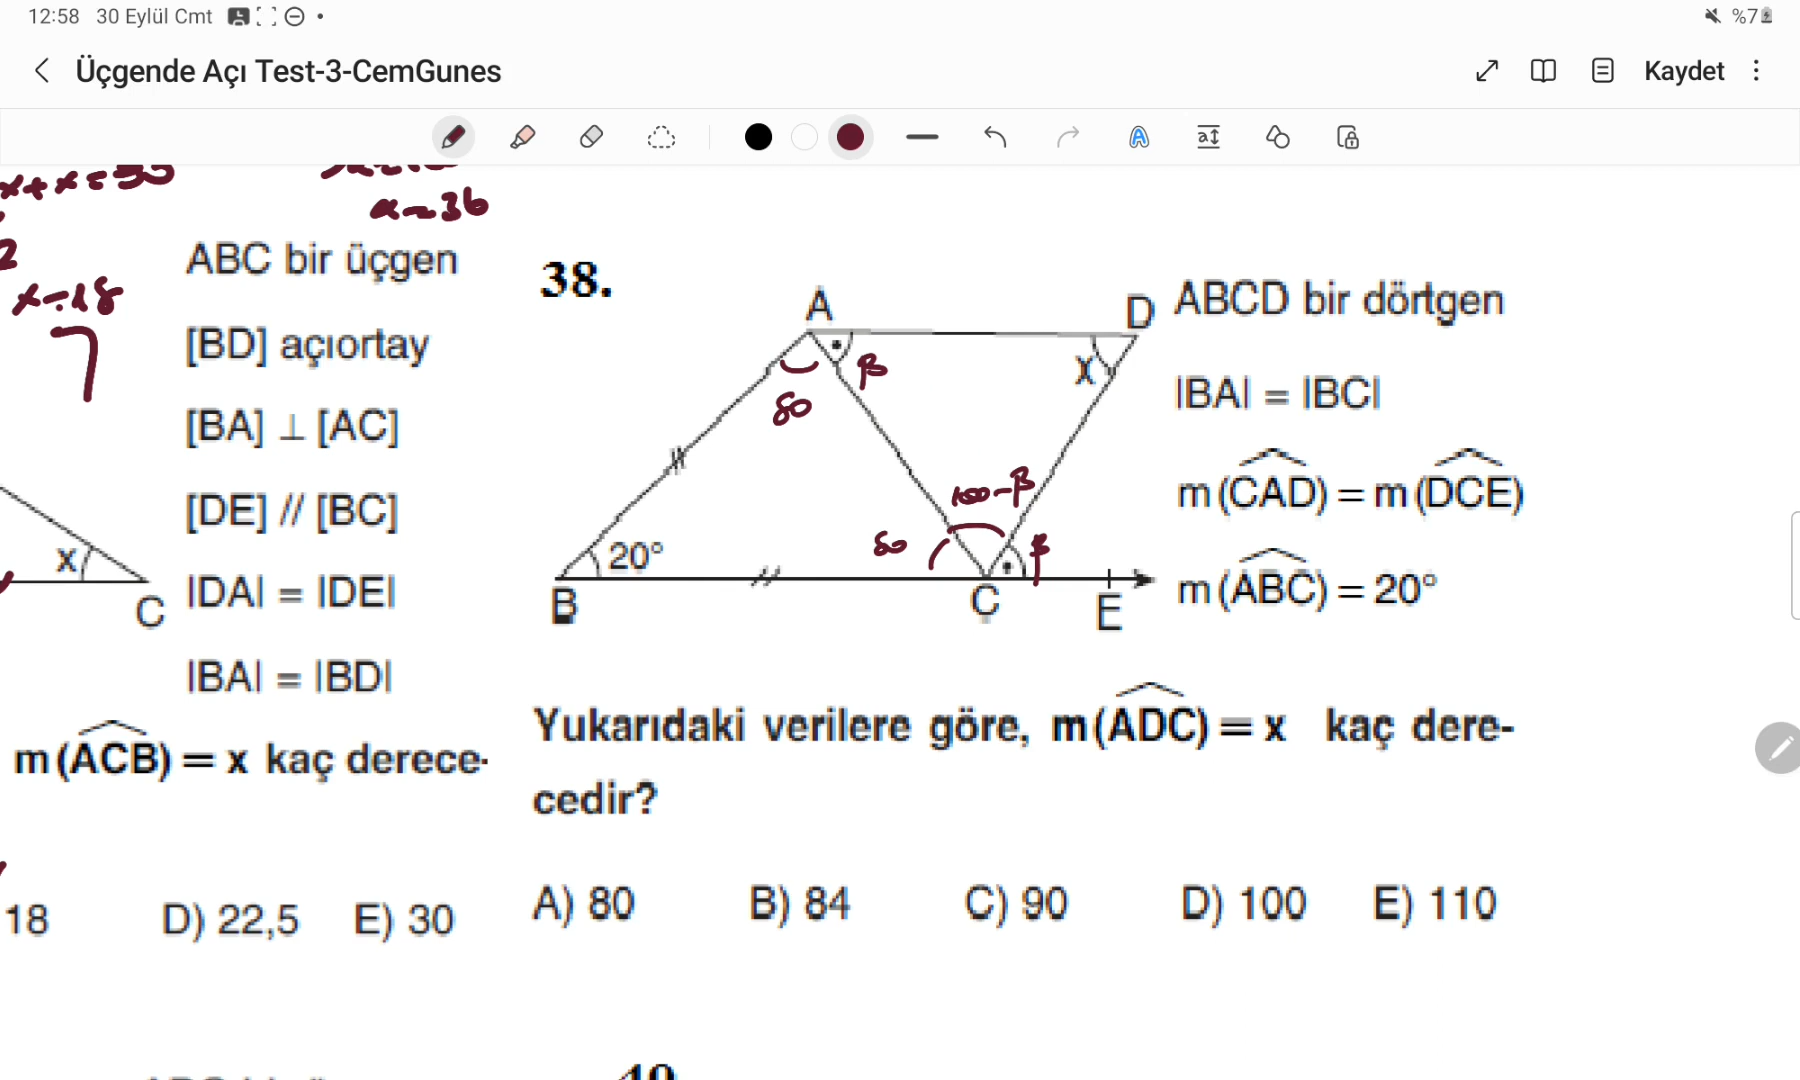 12:58 30 Eylül Cmt
%7
Üçgende Açı Test-3-CemGunes
Kaydet
x+x=
α=36
2
x=18
ABC bir üçgen
[BD] açıortay
[BA] ⊥ [AC]
[DE] // [BC]
|DA| = |DE|
|BA| = |BD|
x
C
m(ACB) = x kaç derece-
18 D) 22,5 E) 30
38.
A
D
β
x
80
100-β
80
β
20°
B
C
E
ABCD bir dörtgen
|BA| = |BC|
m(CAD) = m(DCE)
m(ABC) = 20°
Yukarıdaki verilere göre, m(ADC) = x kaç dere-
cedir?
A) 80 B) 84 C) 90 D) 100 E) 110